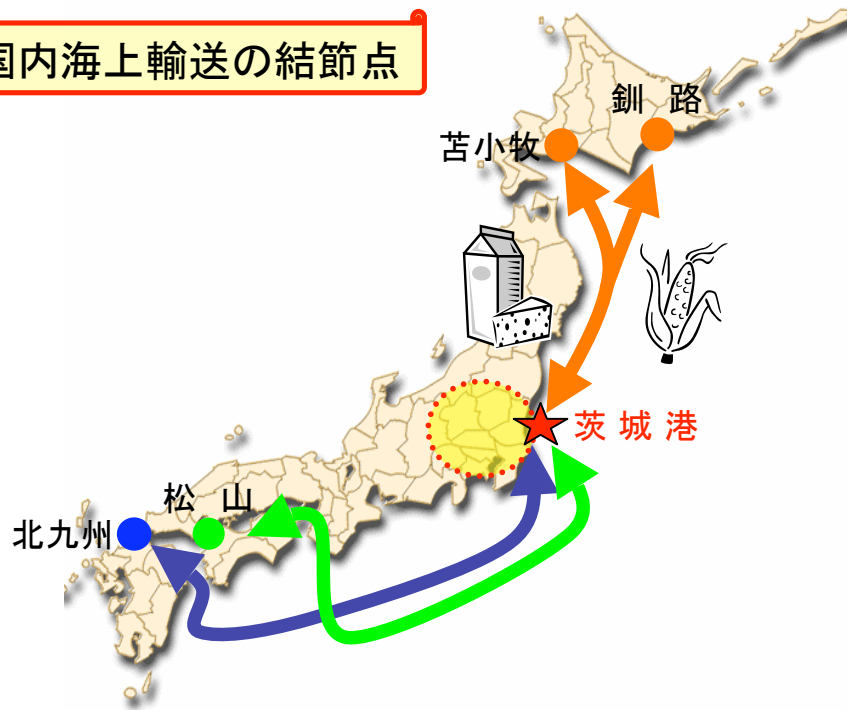 国内海上輸送の結節点
釧 路
苫小牧
茨 城 港
松 山
北九州